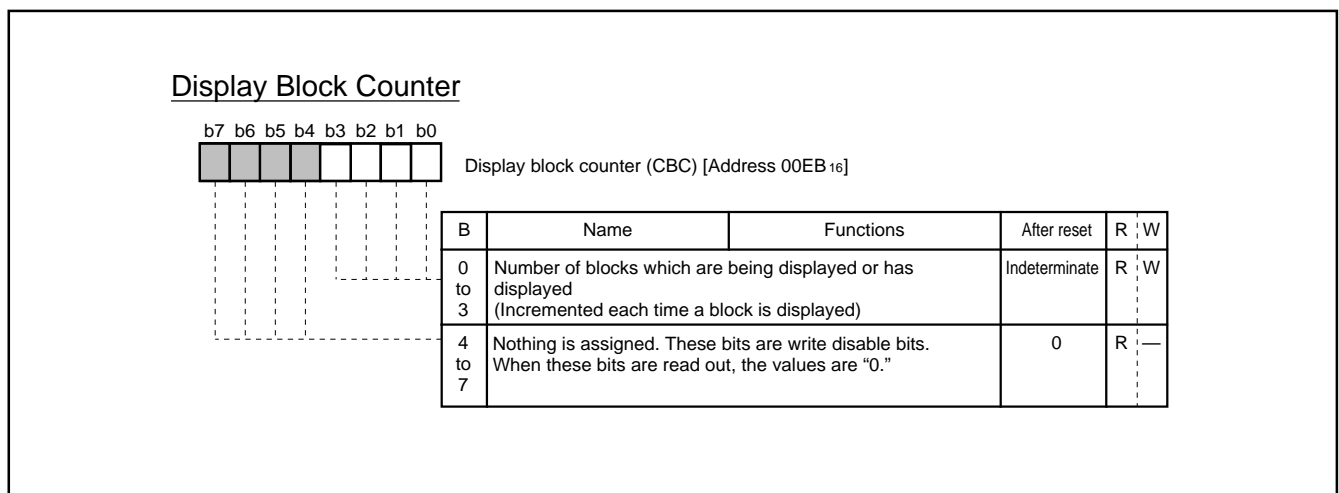 Display Block Counter
b7 b6 b5 b4 b3 b2 b1 b0
Display block counter (CBC) [Address 00EB16]
B Name Functions After reset R W
0 to 3 Number of blocks which are being displayed or has Indeterminate R W
displayed
(Incremented each time a block is displayed)
4 to 7 Nothing is assigned. These bits are write disable bits. 0 R —
When these bits are read out, the values are “0.”